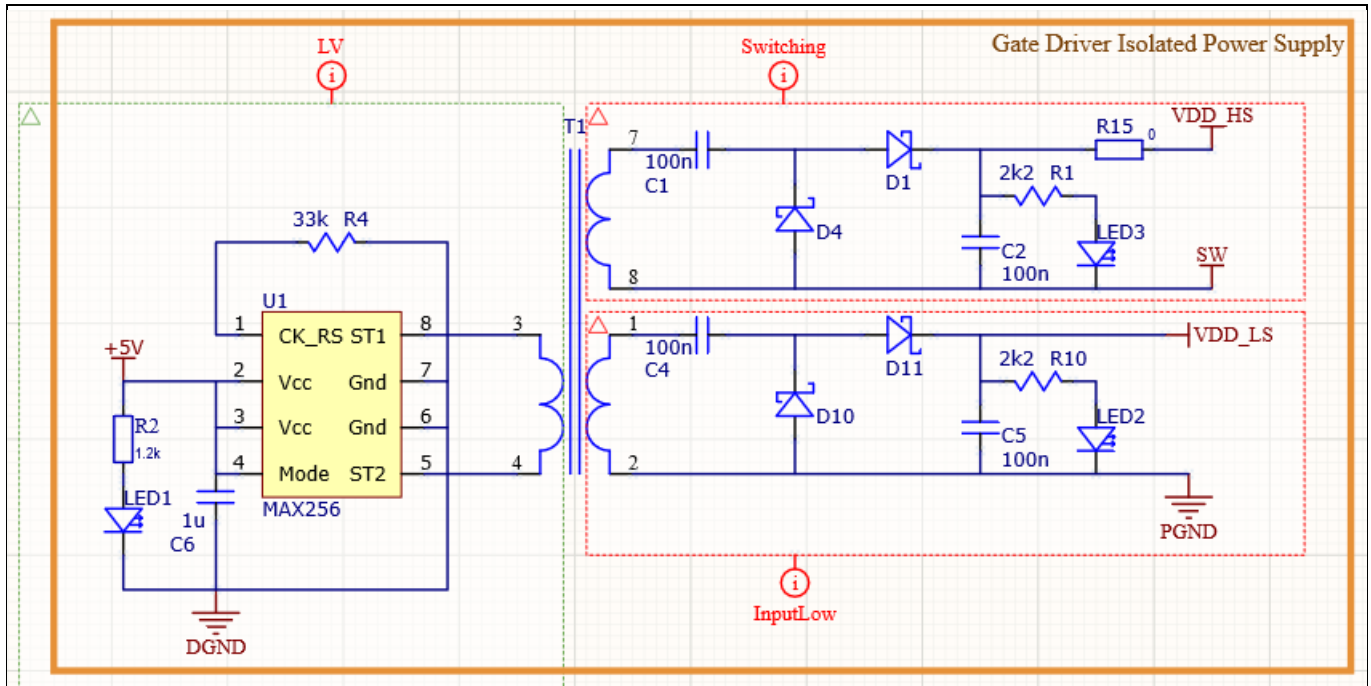 Gate Driver Isolated Power Supply
LV
i
Switching
i
T1
7
100n
C1
D1
D4
8
R15 0
VDD_HS
2k2 R1
C2
100n
LED3
SW
33k R4
U1
1 CK_RS ST1 8
2 Vcc Gnd 7
3 Vcc Gnd 6
4 Mode ST2 5
MAX256
+5V
R2
1.2k
LED1
1u
C6
DGND
3
4
1
100n
C4
D11
D10
2
VDD_LS
2k2 R10
C5
100n
LED2
PGND
i
InputLow